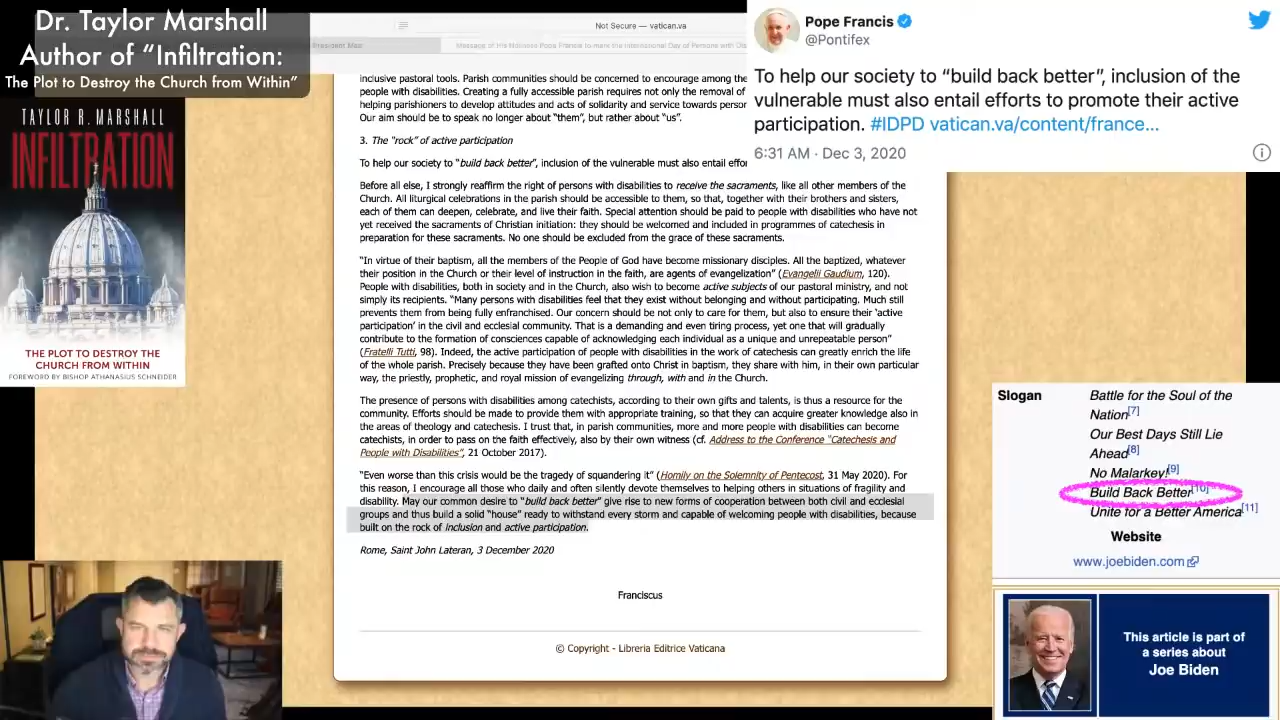 Dr. Taylor Marshall
Author of “Infiltration:
The Plot to Destroy the Church from Within”
TAYLOR R. MARSHALL
INFILTRATION
THE PLOT TO DESTROY THE
CHURCH FROM WITHIN
FOREWORD BY BISHOP ATHANASIUS SCHNEIDER
Not Secure — vatican.va
Message of His Holiness Pope Francis to mark the International Day of Persons with Dis
inclusive pastoral tools. Parish communities should be concerned to encourage among the
people with disabilities. Creating a fully accessible parish requires not only the removal of
helping parishioners to develop attitudes and acts of solidarity and service towards person
Our aim should be to speak no longer about “them”, but rather about “us”.
3. The “rock” of active participation
To help our society to “build back better”, inclusion of the vulnerable must also entail effor
Before all else, I strongly reaffirm the right of persons with disabilities to receive the sacraments, like all other members of the
Church. All liturgical celebrations in the parish should be accessible to them, so that, together with their brothers and sisters,
each of them can deepen, celebrate, and live their faith. Special attention should be paid to people with disabilities who have not
yet received the sacraments of Christian initiation: they should be welcomed and included in programmes of catechesis in
preparation for these sacraments. No one should be excluded from the grace of these sacraments.
“In virtue of their baptism, all the members of the People of God have become missionary disciples. All the baptized, whatever
their position in the Church or their level of instruction in the faith, are agents of evangelization” (Evangelii Gaudium, 120).
People with disabilities, both in society and in the Church, also wish to become active subjects of our pastoral ministry, and not
simply its recipients. “Many persons with disabilities feel that they exist without belonging and without participating. Much still
prevents them from being fully enfranchised. Our concern should be not only to care for them, but also to ensure their ‘active
participation’ in the civil and ecclesial community. That is a demanding and even tiring process, yet one that will gradually
contribute to the formation of consciences capable of acknowledging each individual as a unique and unrepeatable person”
(Fratelli Tutti, 98). Indeed, the active participation of people with disabilities in the work of catechesis can greatly enrich the life
of the whole parish. Precisely because they have been grafted onto Christ in baptism, they share with him, in their own particular
way, the priestly, prophetic, and royal mission of evangelizing through, with and in the Church.
The presence of persons with disabilities among catechists, according to their own gifts and talents, is thus a resource for the
community. Efforts should be made to provide them with appropriate training, so that they can acquire greater knowledge also in
the areas of theology and catechesis. I trust that, in parish communities, more and more people with disabilities can become
catechists, in order to pass on the faith effectively, also by their own witness (cf. Address to the Conference “Catechesis and
People with Disabilities”, 21 October 2017).
“Even worse than this crisis would be the tragedy of squandering it” (Homily on the Solemnity of Pentecost, 31 May 2020). For
this reason, I encourage all those who daily and often silently devote themselves to helping others in situations of fragility and
disability. May our common desire to “build back better” give rise to new forms of cooperation between both civil and ecclesial
groups and thus build a solid “house” ready to withstand every storm and capable of welcoming people with disabilities, because
built on the rock of inclusion and active participation.
Rome, Saint John Lateran, 3 December 2020
Franciscus
© Copyright - Libreria Editrice Vaticana
Pope Francis
@Pontifex
To help our society to “build back better”, inclusion of the
vulnerable must also entail efforts to promote their active
participation. #IDPD vatican.va/content/france...
6:31 AM · Dec 3, 2020
Slogan
Battle for the Soul of the
Nation[7]
Our Best Days Still Lie
Ahead[8]
No Malarkey![9]
Build Back Better[10]
Unite for a Better America[11]
Website
www.joebiden.com
This article is part of
a series about
Joe Biden